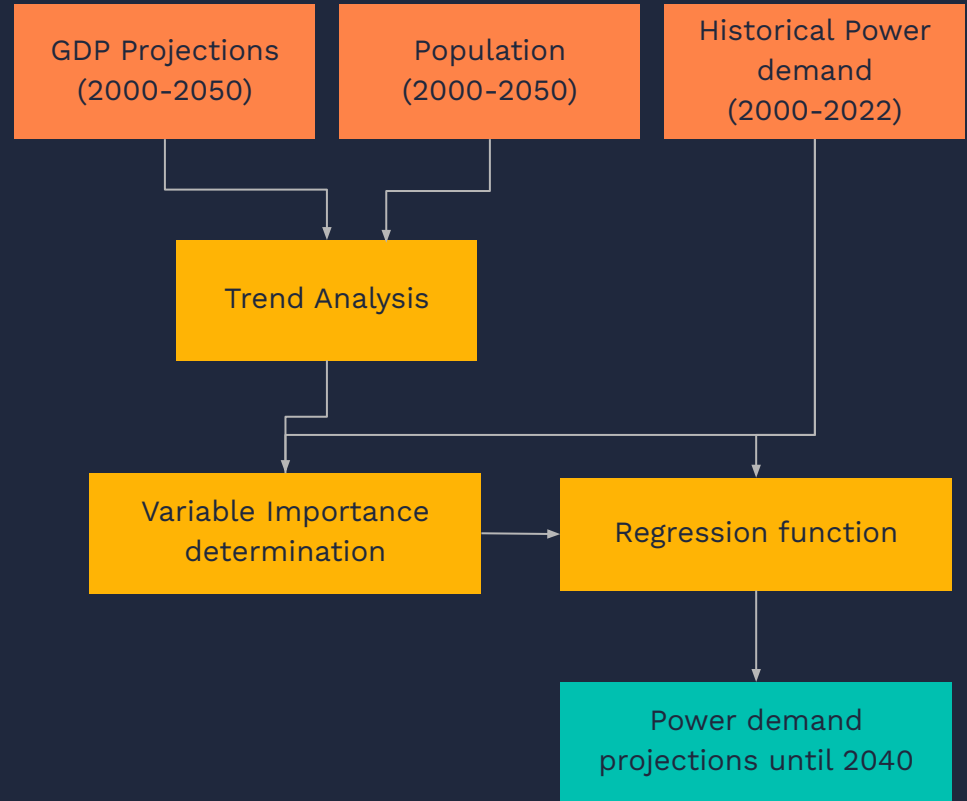 GDP Projections
(2000-2050)
Population
(2000-2050)
Historical Power
demand
(2000-2022)
Trend Analysis
Variable Importance
determination
Regression function
Power demand
projections until 2040